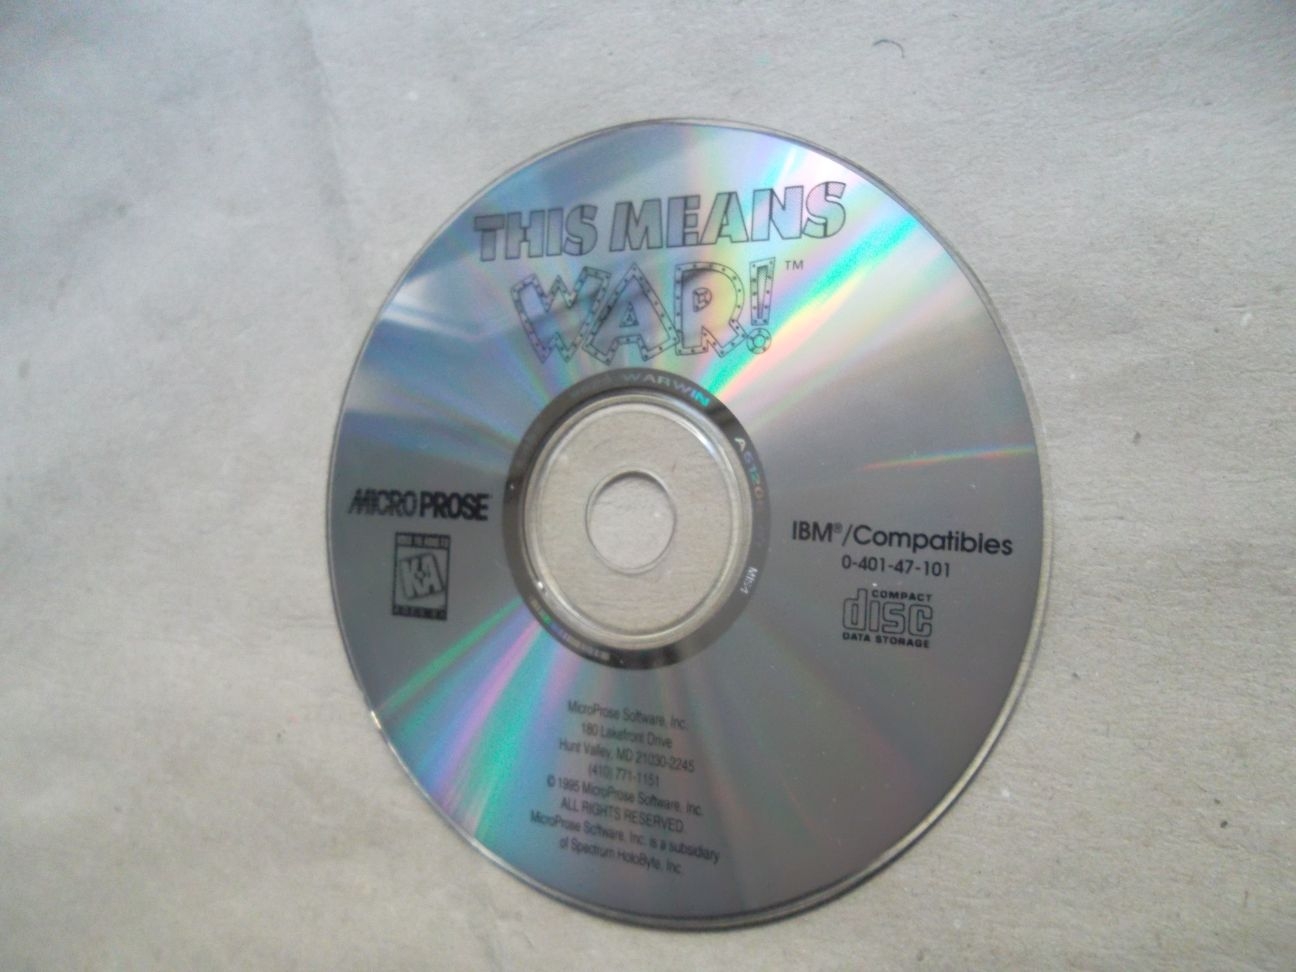 THIS MEANS
WAR!™
WARWIN
MICROPROSE
KA
IBM®/Compatibles
0-401-47-101
COMPACT
disc
DATA STORAGE
MicroProse Software, Inc.
180 Lakefront Drive
Hunt Valley, MD 21030-2245
(410) 771-1151
© 1995 MicroProse Software, Inc.
ALL RIGHTS RESERVED.
MicroProse Software, Inc. is a subsidiary
of Spectrum HoloByte, Inc.